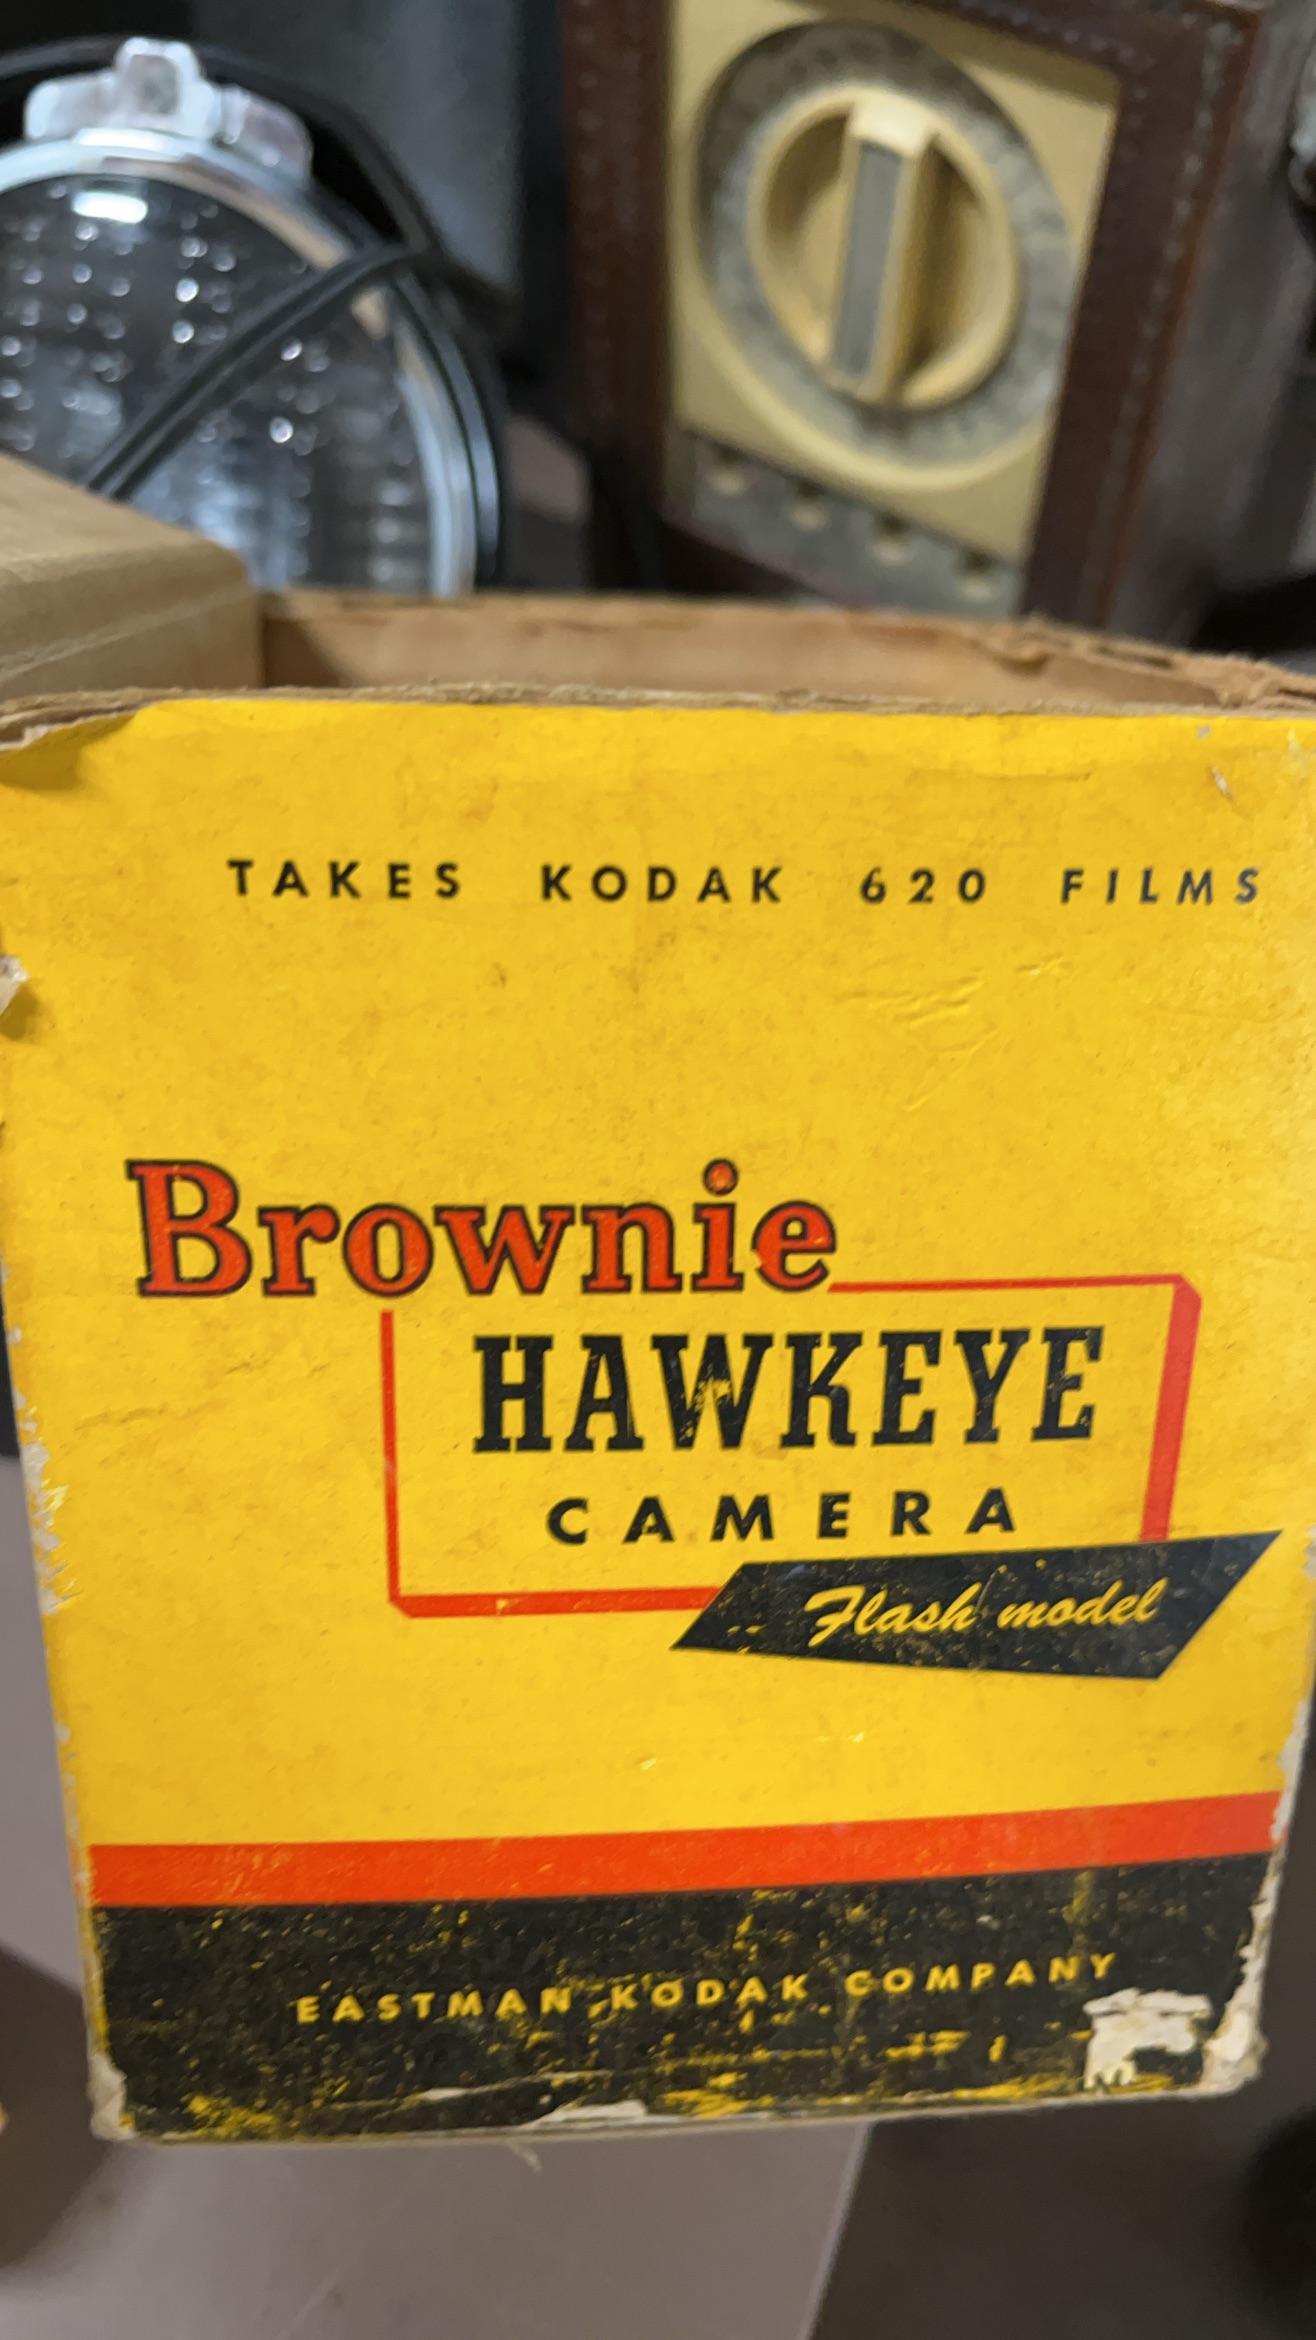 TAKES KODAK 620 FILMS
Brownie
HAWKEYE
CAMERA
Flash model
EASTMAN KODAK COMPANY